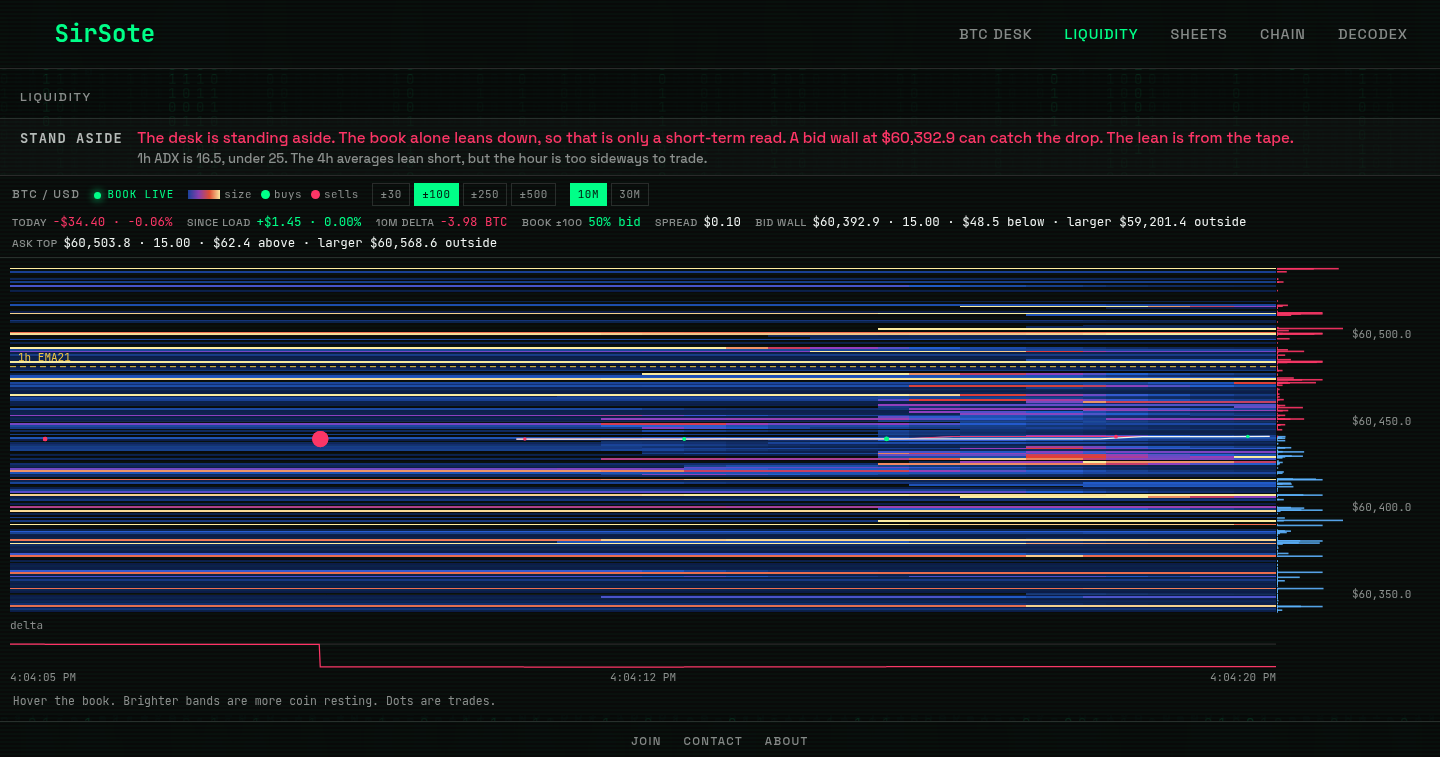 SirSote
BTC DESK LIQUIDITY SHEETS CHAIN DECODEX
LIQUIDITY
STAND ASIDE The desk is standing aside. The book alone leans down, so that is only a short-term read. A bid wall at $60,392.9 can catch the drop. The lean is from the tape.
1h ADX is 16.5, under 25. The 4h averages lean short, but the hour is too sideways to trade.
BTC / USD BOOK LIVE size buys sells ±30 ±100 ±250 ±500 10M 30M
TODAY -$34.40 · -0.06% SINCE LOAD +$1.45 · 0.00% 10M DELTA -3.98 BTC BOOK ±100 50% bid SPREAD $0.10 BID WALL $60,392.9 · 15.00 · $48.5 below · larger $59,201.4 outside
ASK TOP $60,503.8 · 15.00 · $62.4 above · larger $60,568.6 outside
$60,500.0
1h EMA21
$60,450.0
$60,400.0
$60,350.0
delta
4:04:05 PM 4:04:12 PM 4:04:20 PM
Hover the book. Brighter bands are more coin resting. Dots are trades.
JOIN CONTACT ABOUT